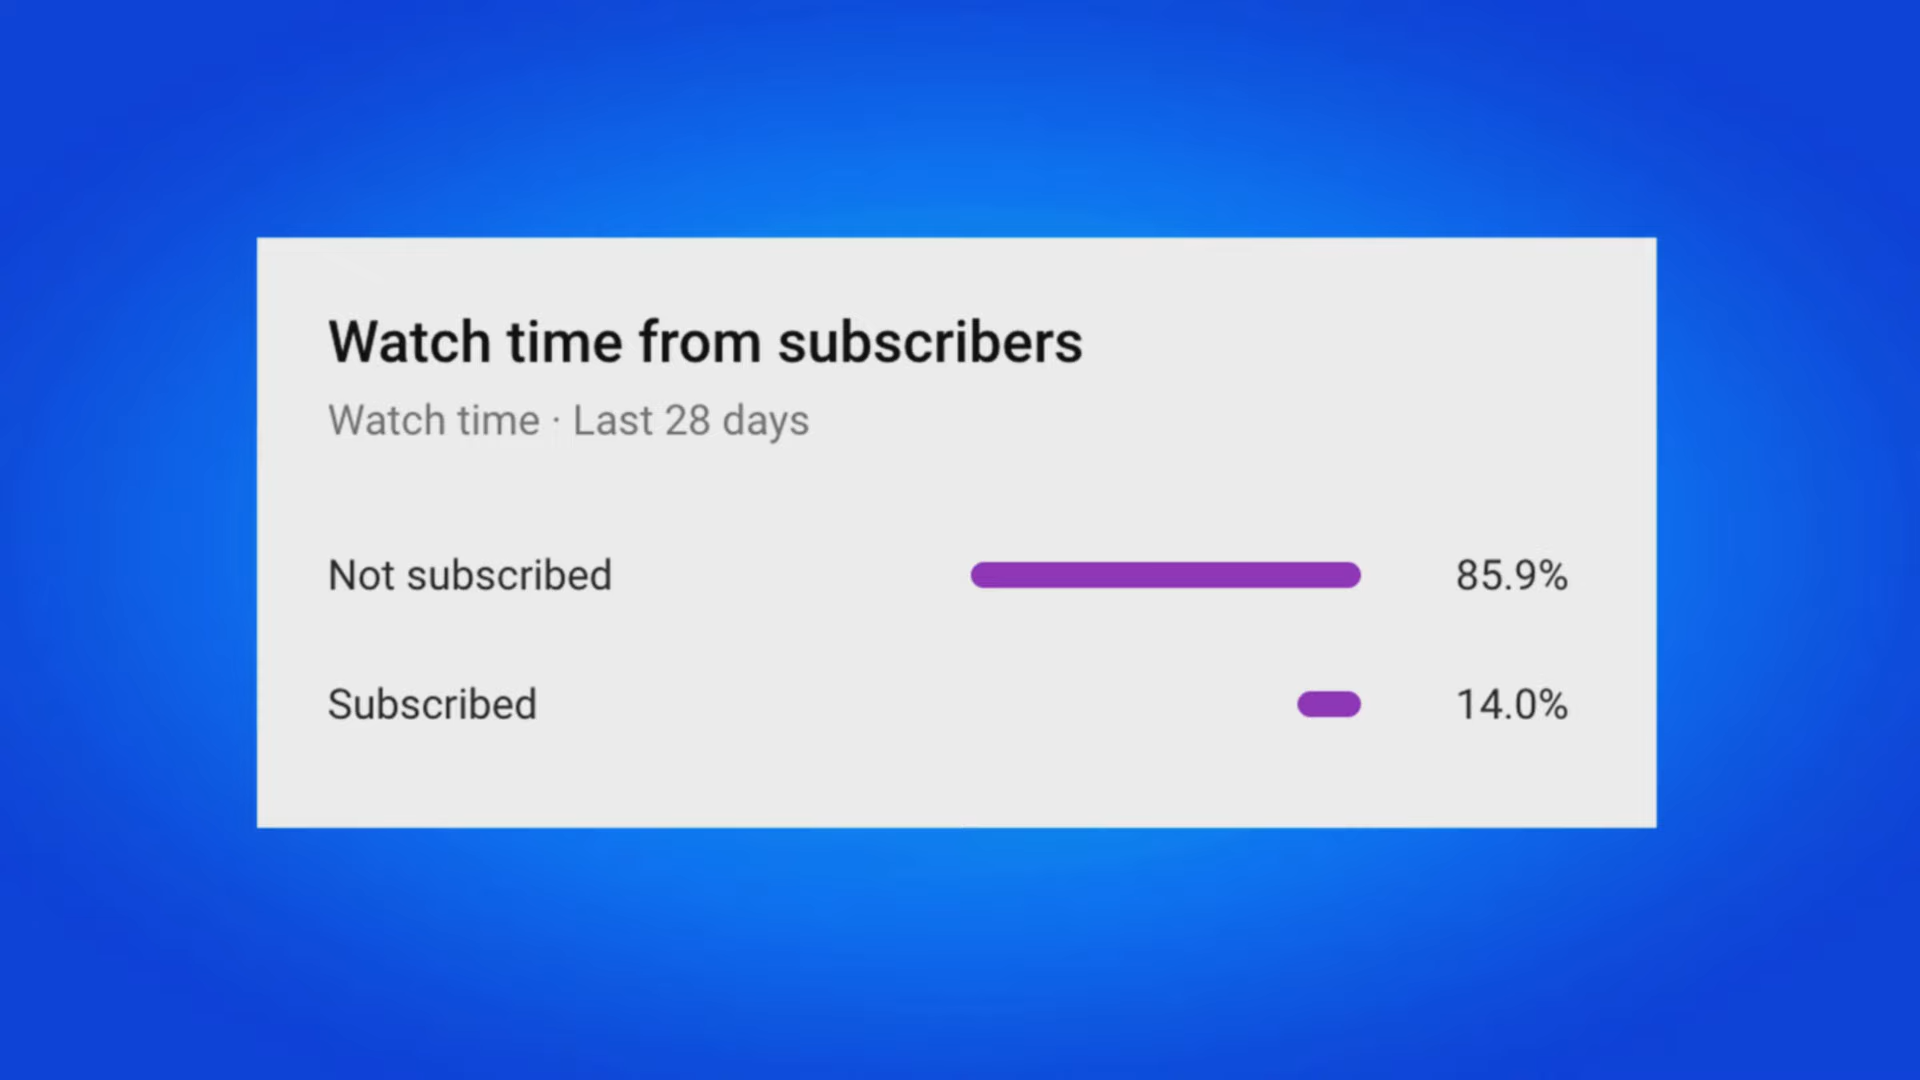 Watch time from subscribers
Watch time · Last 28 days
Not subscribed 85.9%
Subscribed 14.0%